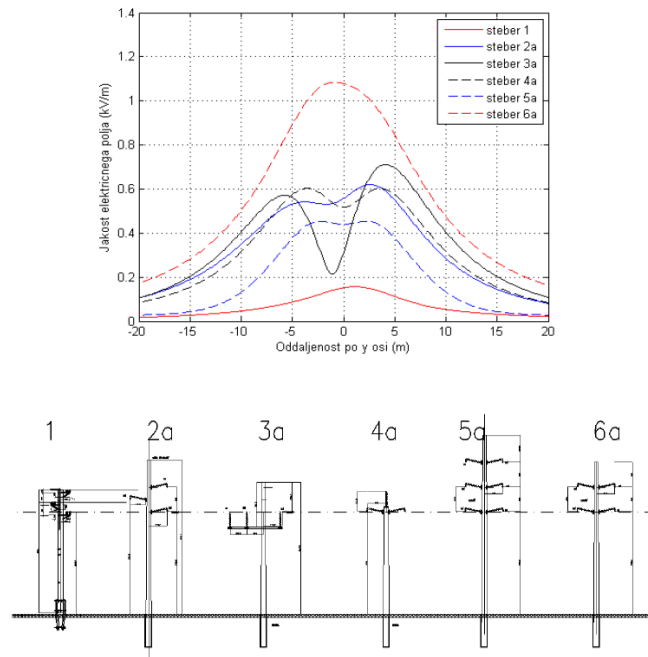 1.4
1.2
1
0.8
0.6
0.4
0.2
0
Jakost elektricnega polja (kV/m)
steber 1
steber 2a
steber 3a
steber 4a
steber 5a
steber 6a
-20 -15 -10 -5 0 5 10 15 20
Oddaljenost po y osi (m)
1 2a 3a 4a 5a 6a